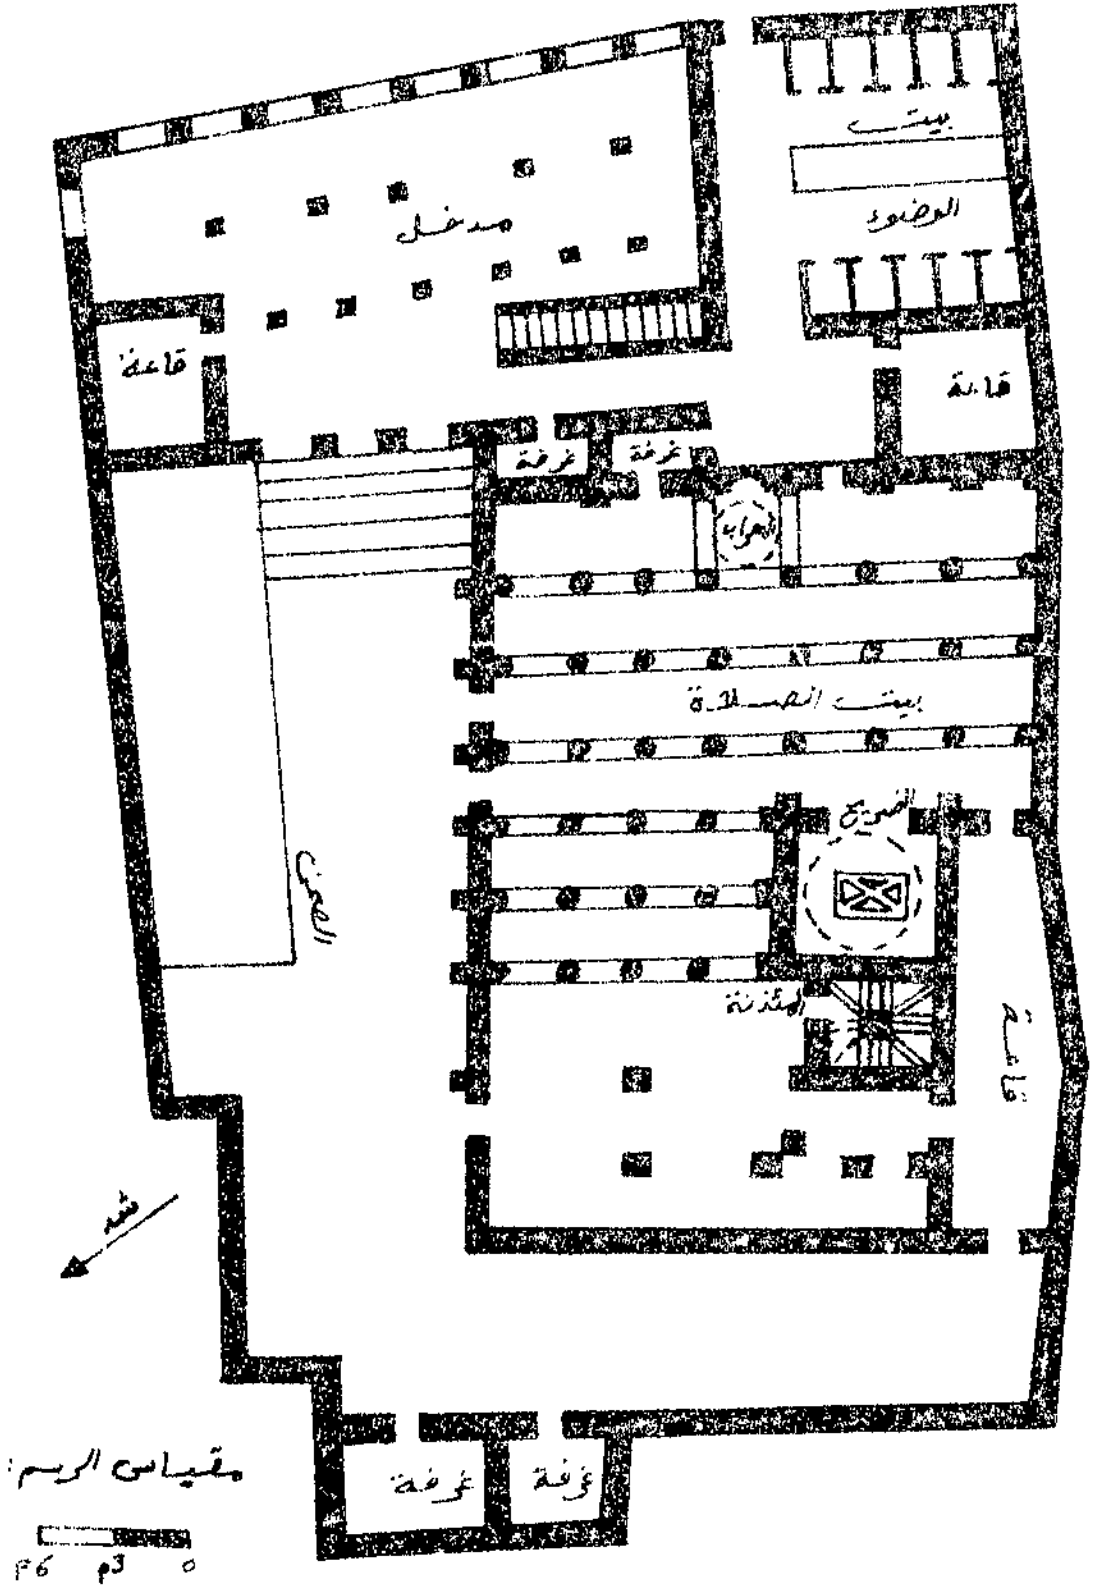 بيت
الوضوء
مدخل
قاعة
قاعة
غرفة
غرفة
المحراب
بيت الصلاة
الضريح
الصحن
المئذنة
قاعة
شد
غرفة
غرفة
مقياس الرسم:
0 3م 6م